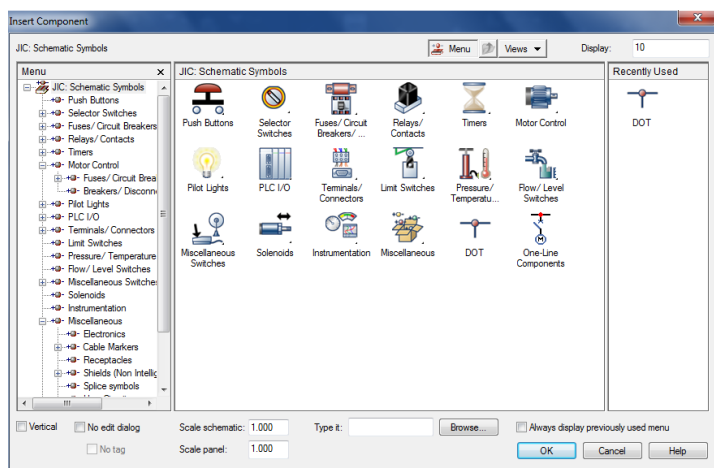 Insert Component
JIC: Schematic Symbols
Menu
Views
Display:
10
Menu
JIC: Schematic Symbols
Push Buttons
Selector Switches
Fuses/ Circuit Breakers
Relays/ Contacts
Timers
Motor Control
Fuses/ Circuit Brea
Breakers/ Disconn
Pilot Lights
PLC I/O
Terminals/ Connectors
Limit Switches
Pressure/ Temperature
Flow/ Level Switches
Miscellaneous Switche
Solenoids
Instrumentation
Miscellaneous
Electronics
Cable Markers
Receptacles
Shields (Non Intellig
Splice symbols
JIC: Schematic Symbols
Push Buttons
Selector
Switches
Fuses/ Circuit
Breakers/ ...
Relays/
Contacts
Timers
Motor Control
Pilot Lights
PLC I/O
Terminals/
Connectors
Limit Switches
Pressure/
Temperatu...
Flow/ Level
Switches
Miscellaneous
Switches
Solenoids
Instrumentation
Miscellaneous
DOT
One-Line
Components
Recently Used
DOT
Vertical
No edit dialog
No tag
Scale schematic: 1.000
Scale panel: 1.000
Type it:
Browse...
Always display previously used menu
OK
Cancel
Help